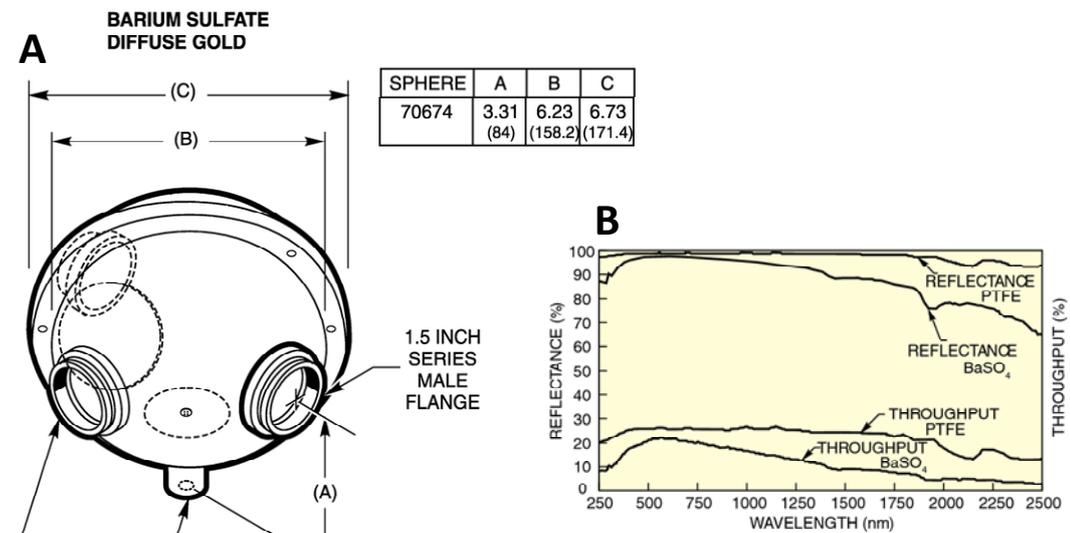 BARIUM SULFATE
DIFFUSE GOLD
A
(C)
(B)
SPHERE A B C
70674 3.31 6.23 6.73
(84) (158.2) (171.4)
1.5 INCH
SERIES
MALE
FLANGE
(A)
B
100
90
80
70
60
50
40
30
20
10
0
REFLECTANCE (%)
THROUGHPUT (%)
REFLECTANCE
PTFE
REFLECTANCE
BaSO4
THROUGHPUT
PTFE
THROUGHPUT
BaSO4
250 500 750 1000 1250 1500 1750 2000 2250 2500
WAVELENGTH (nm)